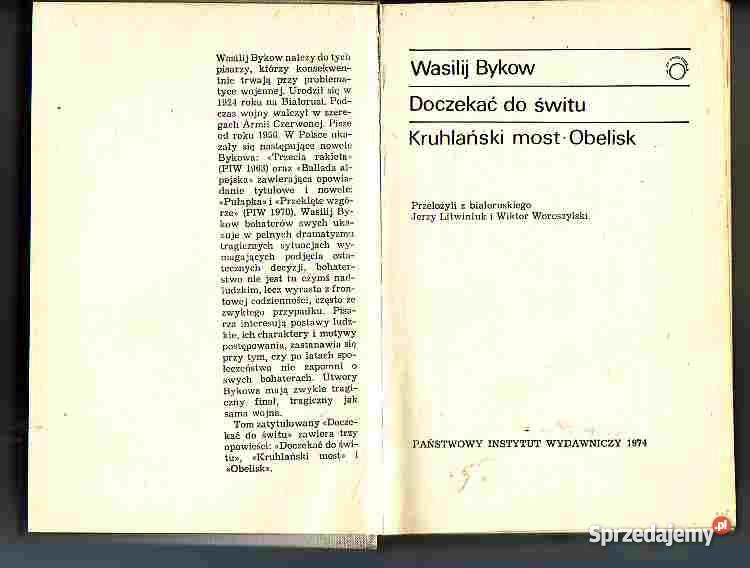 Wasilij Bykow należy do tych
pisarzy, którzy konsekwen-
tnie trwają przy problema-
tyce wojennej. Urodził się w
1924 roku na Białorusi. Pod-
czas wojny walczył w szere-
gach Armii Czerwonej. Pisze
od roku 1956. W Polsce uka-
zały się następujące nowele
Bykowa: «Trzecia rakieta»
(PIW 1963) oraz «Ballada al-
pejska» zawierająca opowia-
danie tytułowe i nowele:
«Pułapka» i «Przeklęte wzgó-
rze» (PIW 1970). Wasilij By-
kow bohaterów swych uka-
zuje w pełnych dramatyzmu
tragicznych sytuacjach wy-
magających podjęcia osta-
tecznych decyzji, bohater-
stwo nie jest tu czymś nad-
ludzkim, lecz wyrasta z fron-
towej codzienności, często ze
zwykłego przypadku. Pisa-
rza interesują postawy ludz-
kie, ich charaktery i motywy
postępowania, zastanawia się
przy tym, czy po latach spo-
łeczeństwo nie zapomni o
swych bohaterach. Utwory
Bykowa mają zwykle tragi-
czny finał, tragiczny jak
sama wojna.
Tom zatytułowany «Docze-
kać do świtu» zawiera trzy
opowieści: «Doczekać do świ-
tu», «Kruhlański most» i
«Obelisk».
Wasilij Bykow
Doczekać do świtu
Kruhlański most · Obelisk
Przełożyli z białoruskiego
Jerzy Litwiniuk i Wiktor Woroszylski
PAŃSTWOWY INSTYTUT WYDAWNICZY 1974
Sprzedajemy.pl